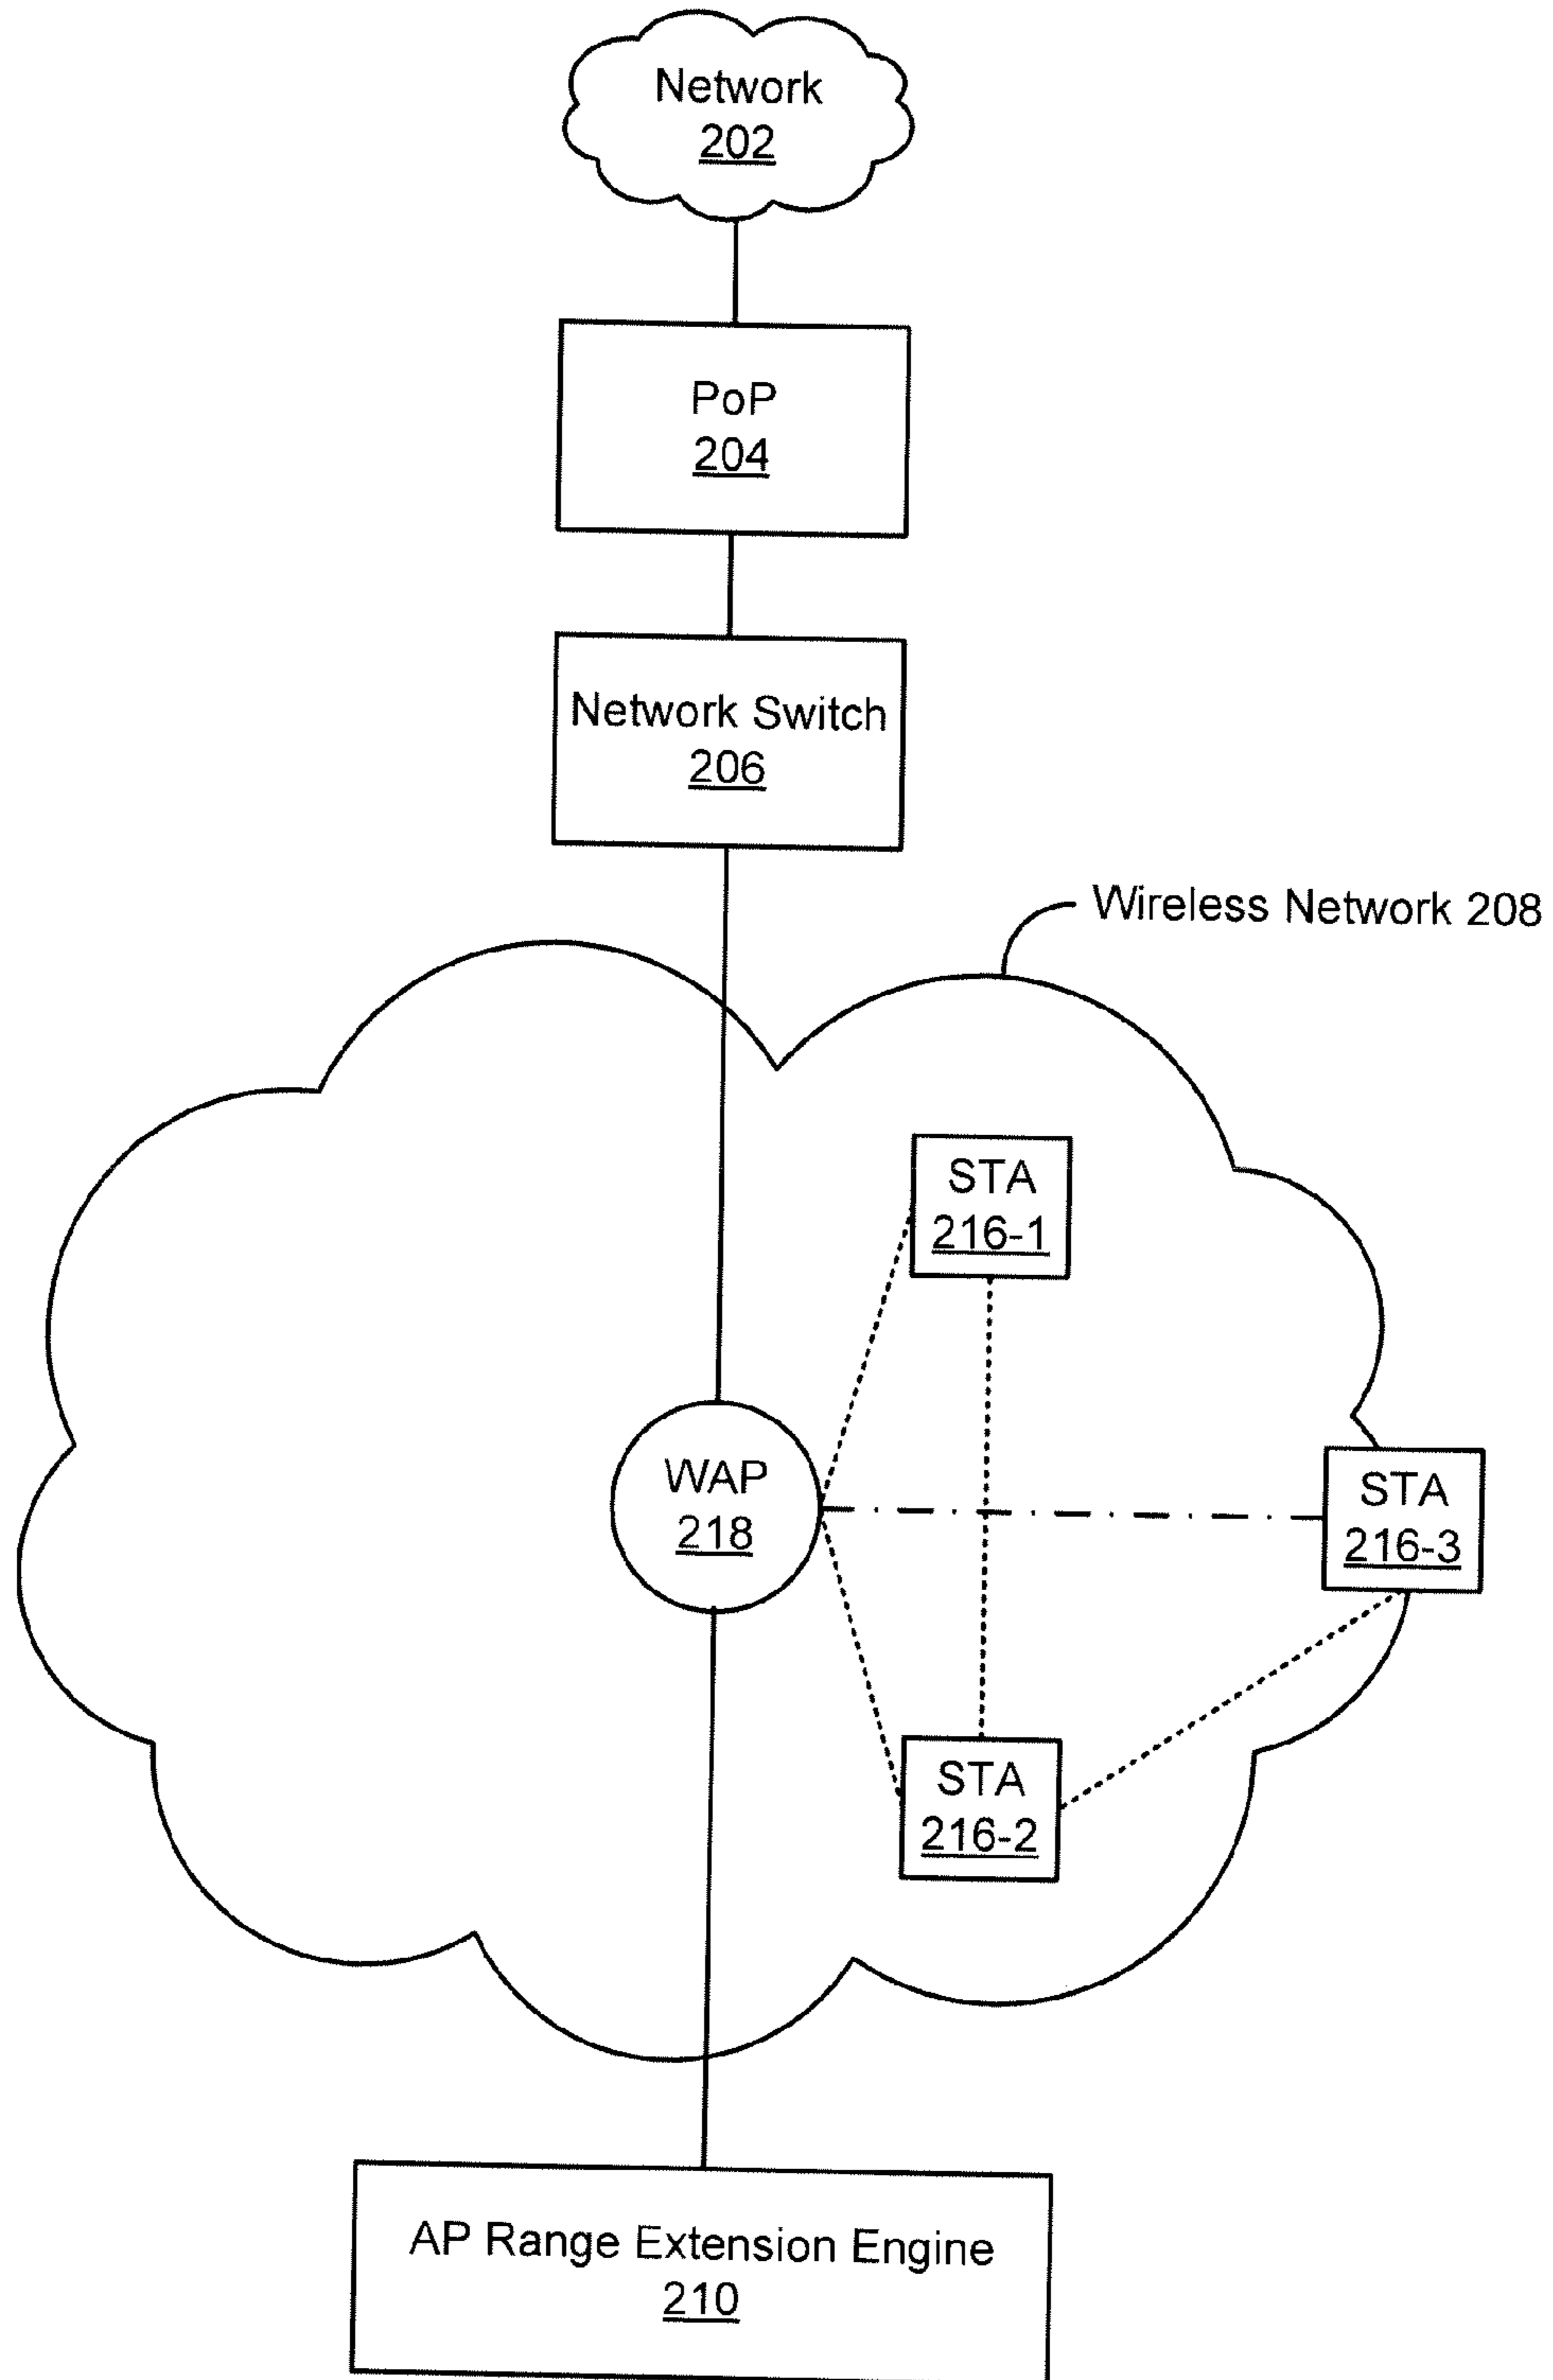 Network
202
PoP
204
Network Switch
206
Wireless Network 208
STA
216-1
WAP
218
STA
216-3
STA
216-2
AP Range Extension Engine
210